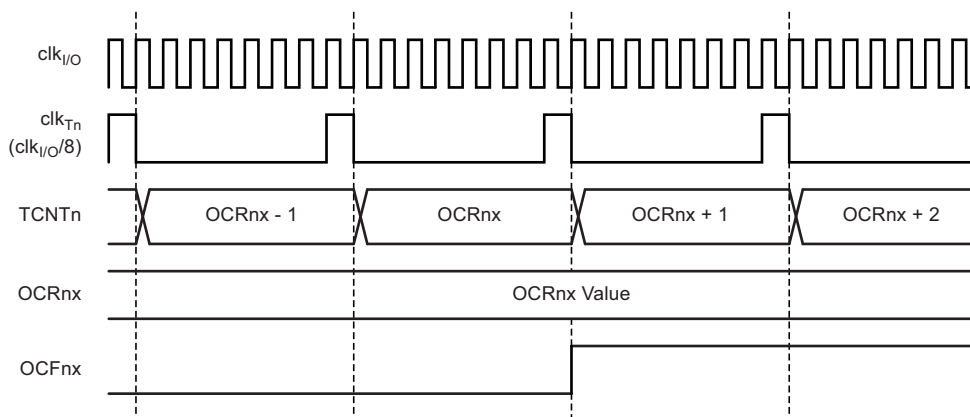 clkI/O
clkTn
(clkI/O/8)
TCNTn
OCRnx - 1
OCRnx
OCRnx + 1
OCRnx + 2
OCRnx
OCRnx Value
OCFnx